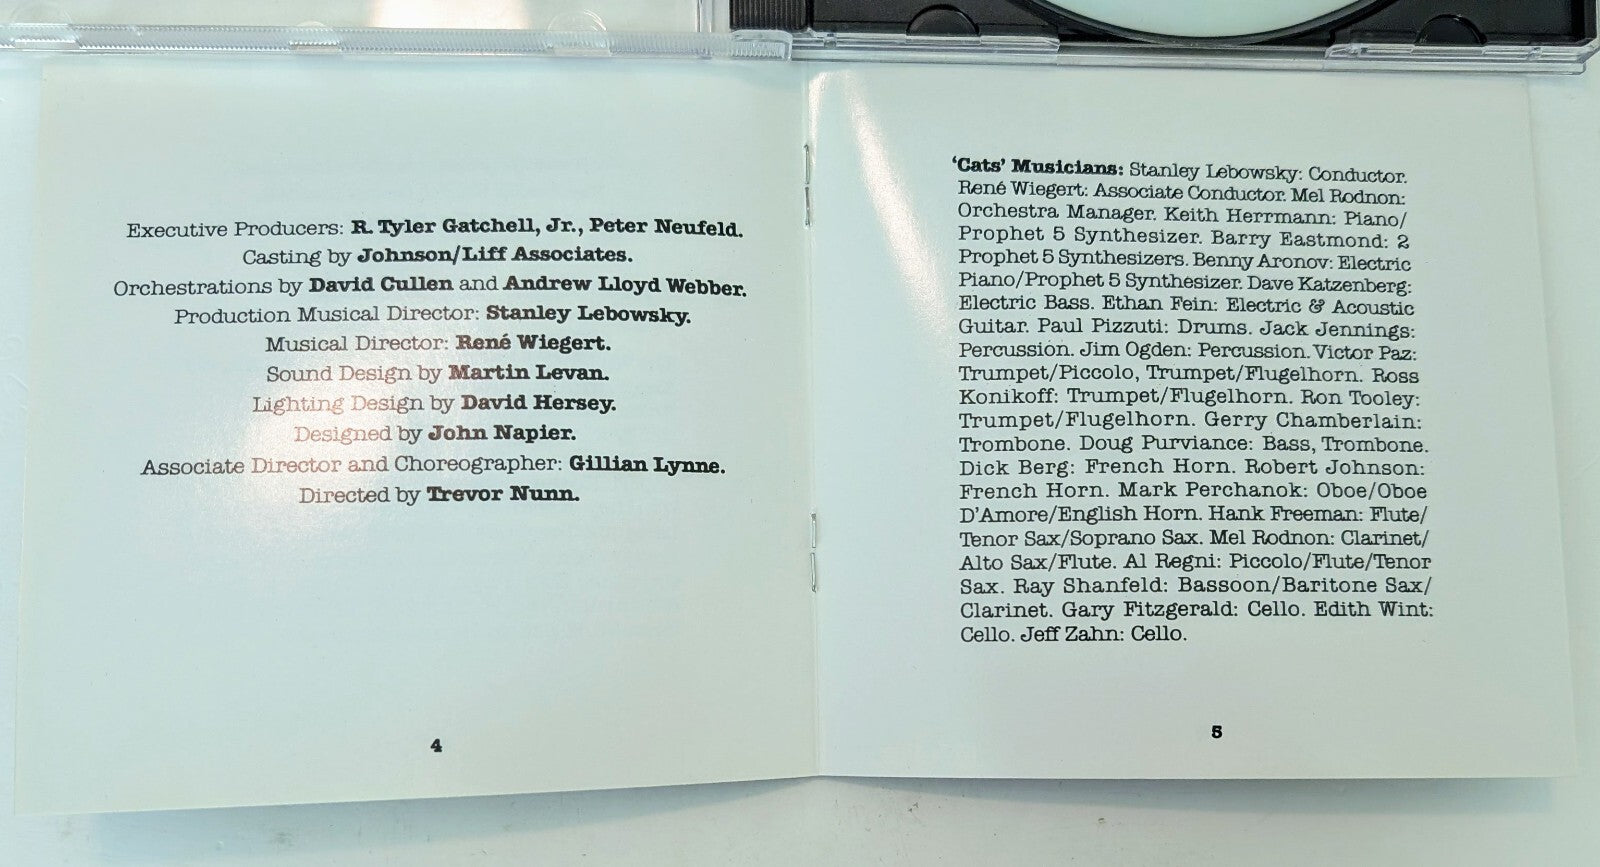 Executive Producers: R. Tyler Gatchell, Jr., Peter Neufeld.
Casting by Johnson/Liff Associates.
Orchestrations by David Cullen and Andrew Lloyd Webber.
Production Musical Director: Stanley Lebowsky.
Musical Director: René Wiegert.
Sound Design by Martin Levan.
Lighting Design by David Hersey.
Designed by John Napier.
Associate Director and Choreographer: Gillian Lynne.
Directed by Trevor Nunn.
4
'Cats' Musicians: Stanley Lebowsky: Conductor.
René Wiegert: Associate Conductor. Mel Rodnon:
Orchestra Manager. Keith Herrmann: Piano/
Prophet 5 Synthesizer. Barry Eastmond: 2
Prophet 5 Synthesizers. Benny Aronov: Electric
Piano/Prophet 5 Synthesizer. Dave Katzenberg:
Electric Bass. Ethan Fein: Electric & Acoustic
Guitar. Paul Pizzuti: Drums. Jack Jennings:
Percussion. Jim Ogden: Percussion. Victor Paz:
Trumpet/Piccolo, Trumpet/Flugelhorn. Ross
Konikoff: Trumpet/Flugelhorn. Ron Tooley:
Trumpet/Flugelhorn. Gerry Chamberlain:
Trombone. Doug Purviance: Bass, Trombone.
Dick Berg: French Horn. Robert Johnson:
French Horn. Mark Perchanok: Oboe/Oboe
D'Amore/English Horn. Hank Freeman: Flute/
Tenor Sax/Soprano Sax. Mel Rodnon: Clarinet/
Alto Sax/Flute. Al Regni: Piccolo/Flute/Tenor
Sax. Ray Shanfeld: Bassoon/Baritone Sax/
Clarinet. Gary Fitzgerald: Cello. Edith Wint:
Cello. Jeff Zahn: Cello.
5